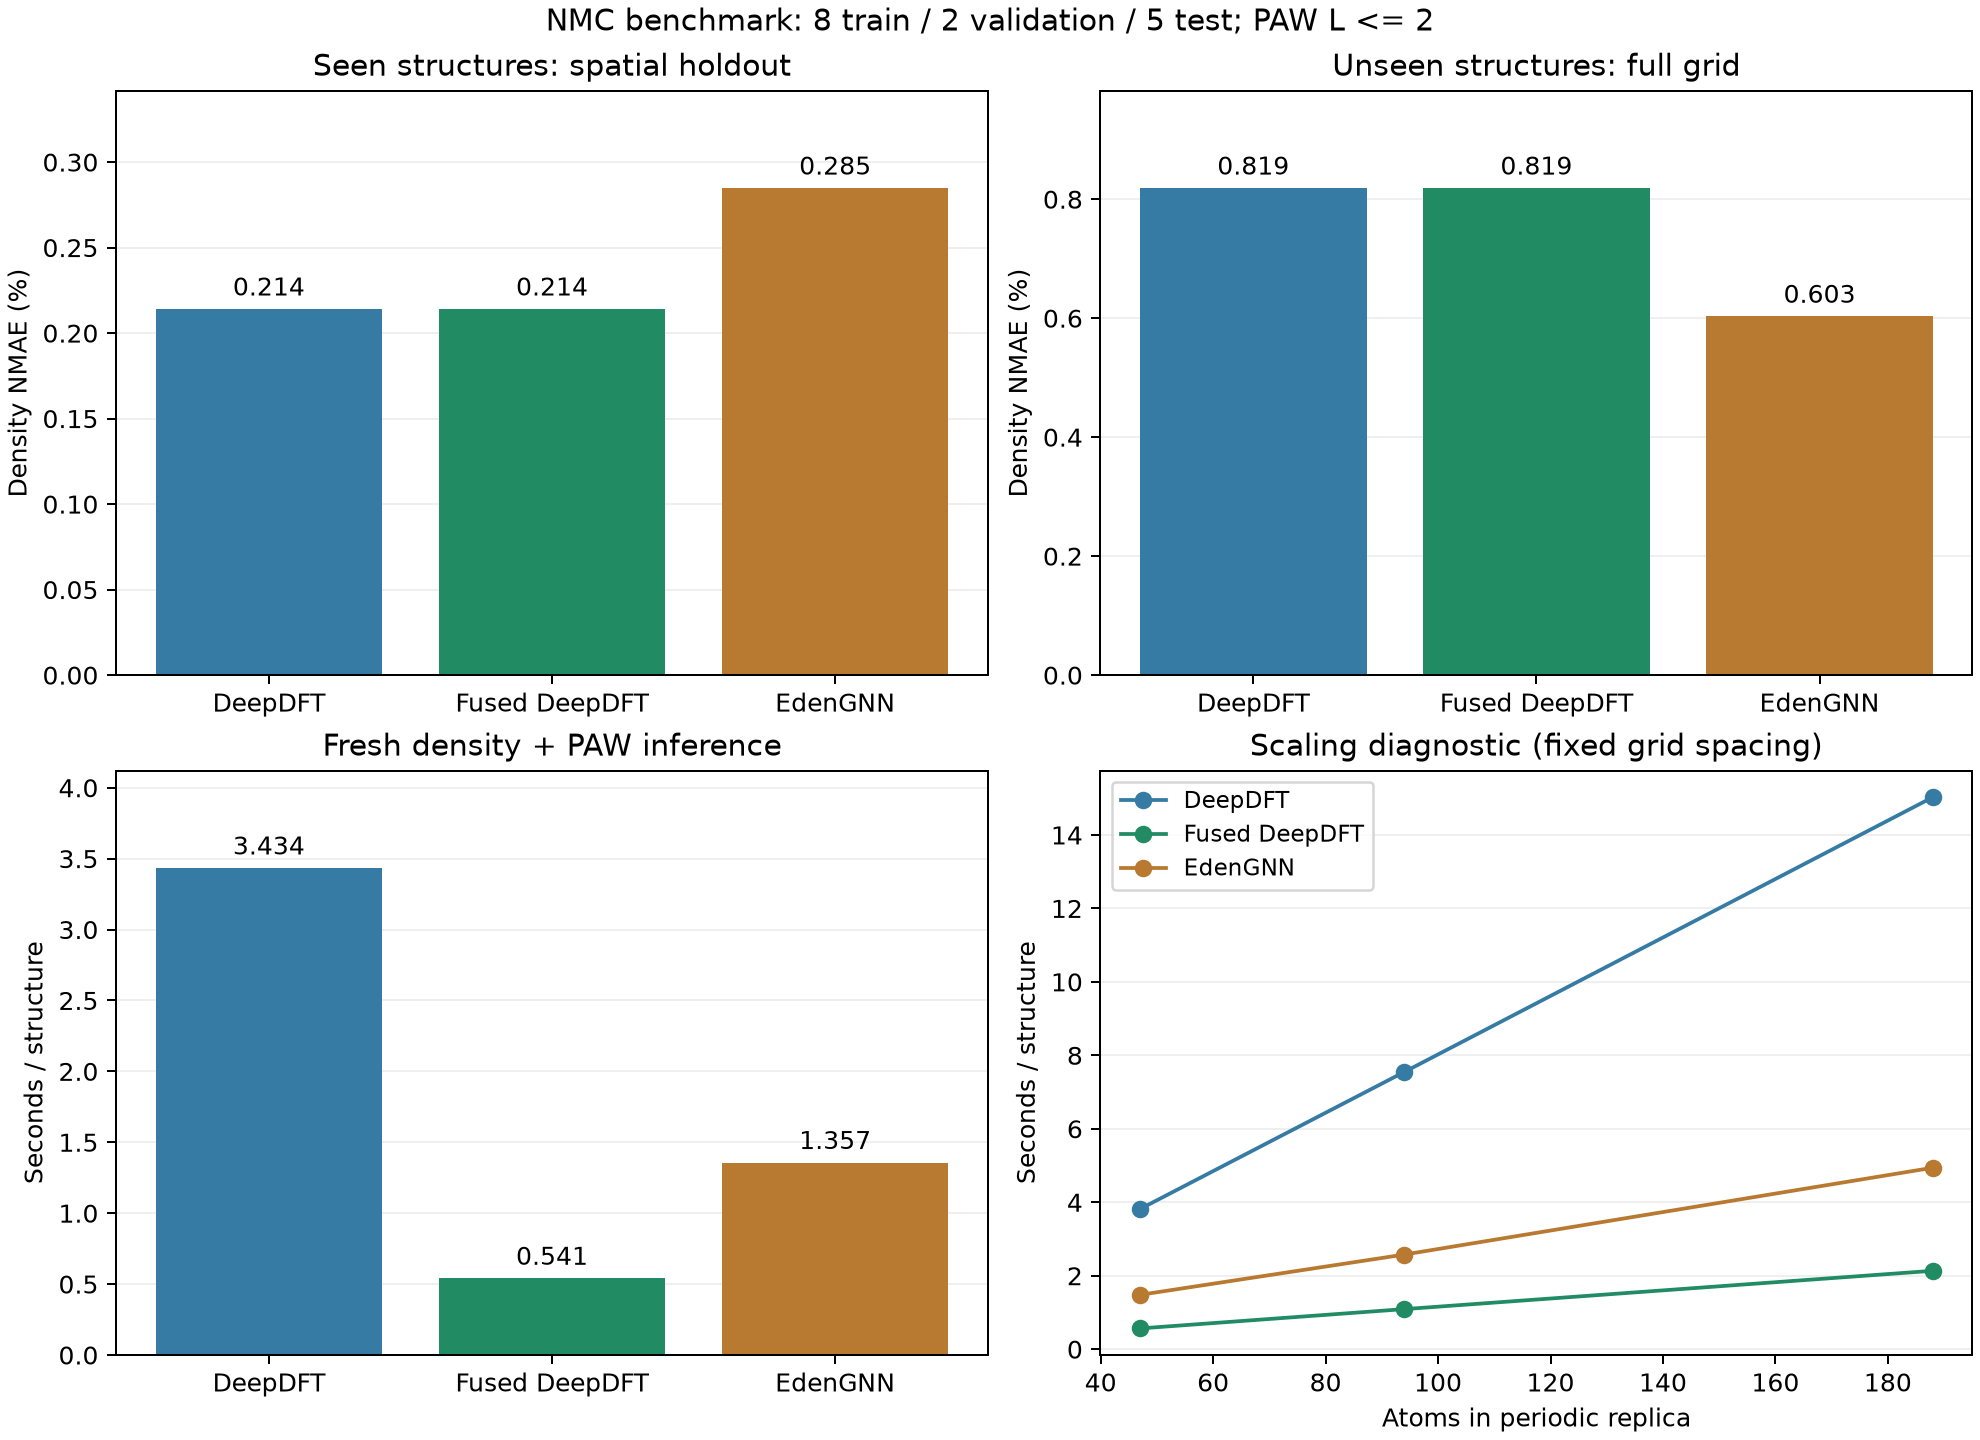 NMC benchmark: 8 train / 2 validation / 5 test; PAW L <= 2
Seen structures: spatial holdout
Density NMAE (%)
0.30
0.25
0.20
0.15
0.10
0.05
0.00
0.214
0.214
0.285
DeepDFT
Fused DeepDFT
EdenGNN
Unseen structures: full grid
Density NMAE (%)
0.8
0.6
0.4
0.2
0.0
0.819
0.819
0.603
DeepDFT
Fused DeepDFT
EdenGNN
Fresh density + PAW inference
Seconds / structure
4.0
3.5
3.0
2.5
2.0
1.5
1.0
0.5
0.0
3.434
0.541
1.357
DeepDFT
Fused DeepDFT
EdenGNN
Scaling diagnostic (fixed grid spacing)
Seconds / structure
DeepDFT
Fused DeepDFT
EdenGNN
14
12
10
8
6
4
2
0
40 60 80 100 120 140 160 180
Atoms in periodic replica